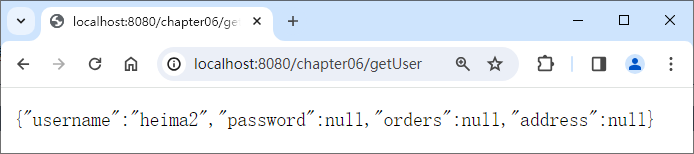 localhost:8080/chapter06/ge
localhost:8080/chapter06/getUser
{"username":"heima2","password":null,"orders":null,"address":null}